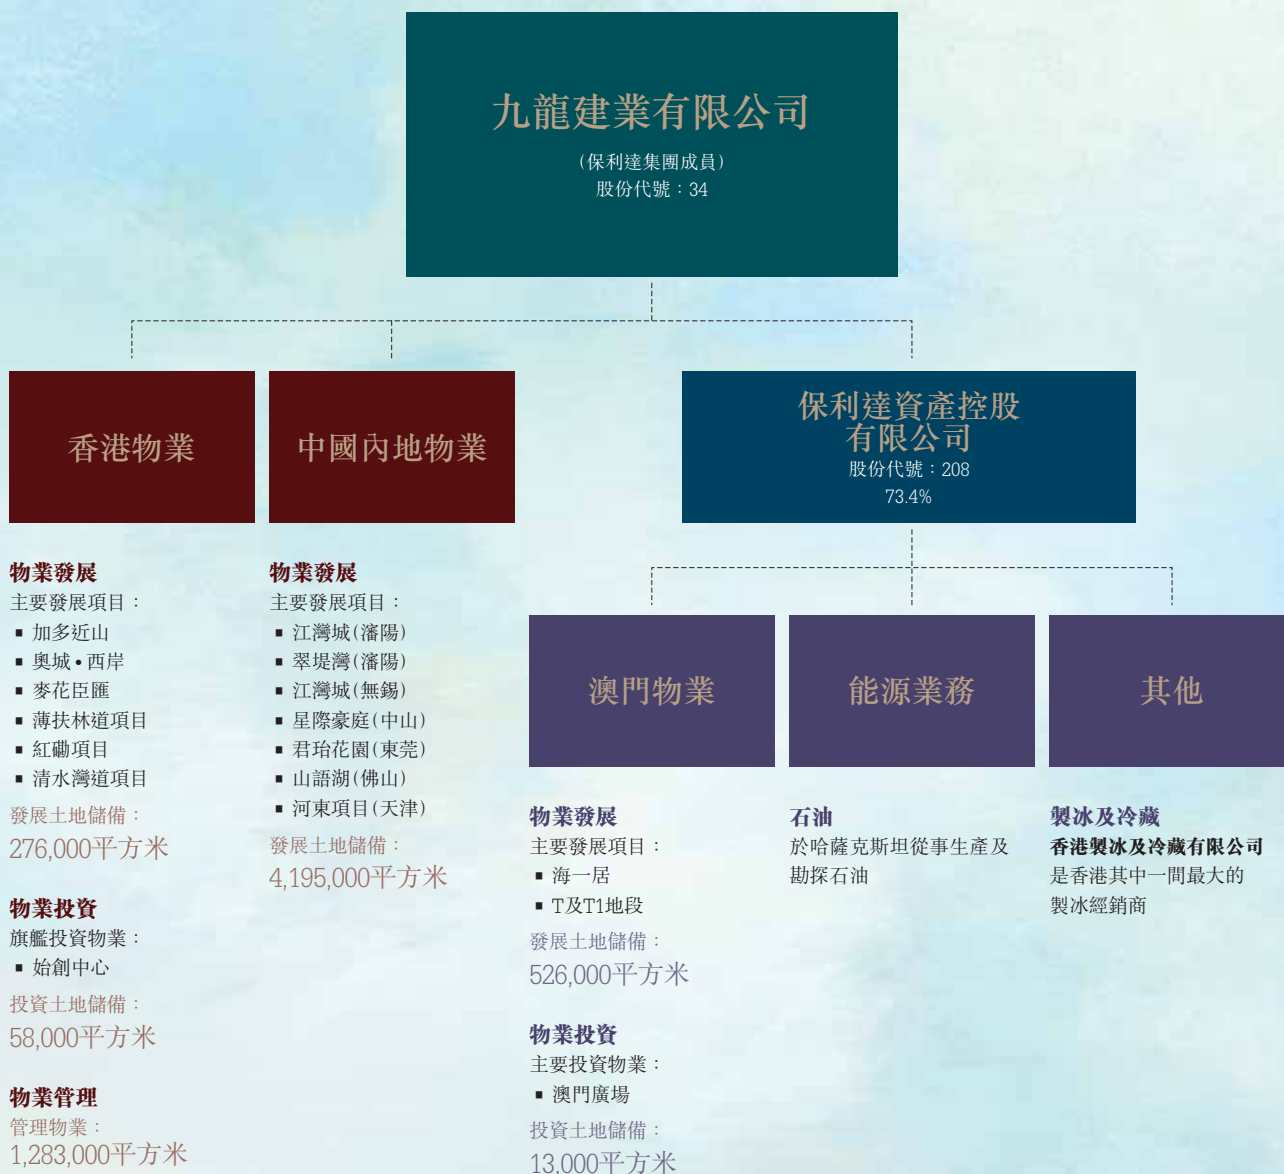 九龍建業有限公司
(保利達集團成員)
股份代號：34
香港物業
中國內地物業
保利達資產控股
有限公司
股份代號：208
73.4%
物業發展
主要發展項目：
▪ 加多近山
▪ 奧城•西岸
▪ 麥花臣匯
▪ 薄扶林道項目
▪ 紅磡項目
▪ 清水灣道項目
發展土地儲備：
276,000平方米
物業投資
旗艦投資物業：
▪ 始創中心
投資土地儲備：
58,000平方米
物業管理
管理物業：
1,283,000平方米
物業發展
主要發展項目：
▪ 江灣城(瀋陽)
▪ 翠堤灣(瀋陽)
▪ 江灣城(無錫)
▪ 星際豪庭(中山)
▪ 君珆花園(東莞)
▪ 山語湖(佛山)
▪ 河東項目(天津)
發展土地儲備：
4,195,000平方米
澳門物業
物業發展
主要發展項目：
▪ 海一居
▪ T及T1地段
發展土地儲備：
526,000平方米
物業投資
主要投資物業：
▪ 澳門廣場
投資土地儲備：
13,000平方米
能源業務
石油
於哈薩克斯坦從事生產及
勘探石油
其他
製冰及冷藏
香港製冰及冷藏有限公司
是香港其中一間最大的
製冰經銷商